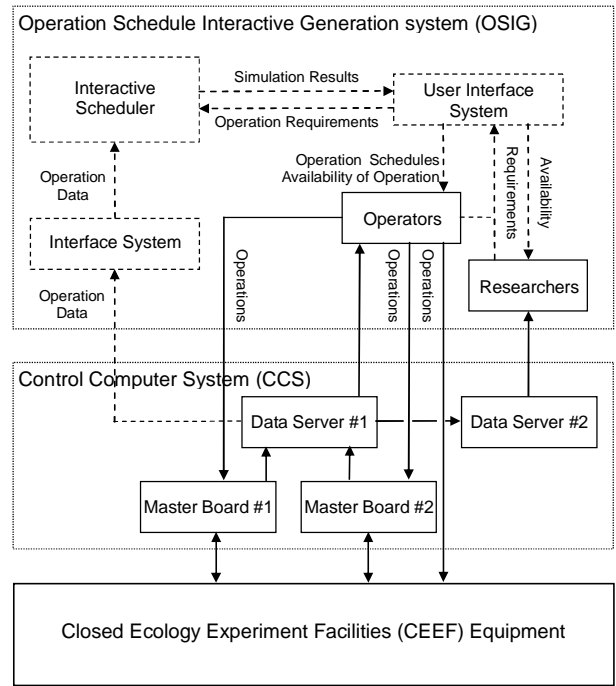 Operation Schedule Interactive Generation system (OSIG)
Interactive
Scheduler
Simulation Results
Operation Requirements
User Interface
System
Operation Schedules
Availability of Operation
Requirements
Availability
Operation
Data
Operators
Interface System
Operations
Operations
Operations
Researchers
Operation
Data
Control Computer System (CCS)
Data Server #1
Data Server #2
Master Board #1
Master Board #2
Closed Ecology Experiment Facilities (CEEF) Equipment